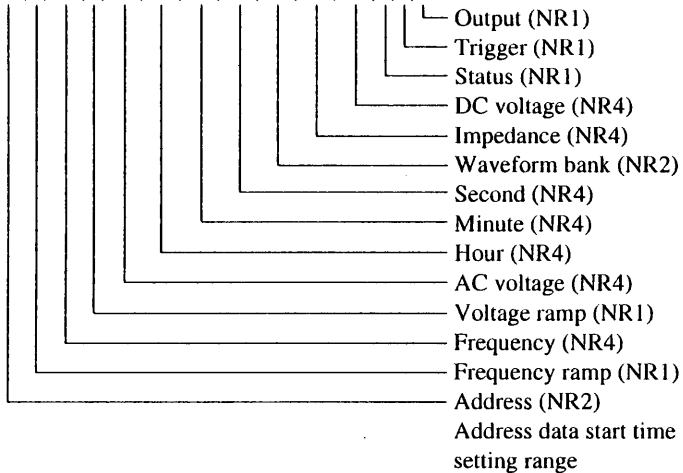 Output (NR1)
Trigger (NR1)
Status (NR1)
DC voltage (NR4)
Impedance (NR4)
Waveform bank (NR2)
Second (NR4)
Minute (NR4)
Hour (NR4)
AC voltage (NR4)
Voltage ramp (NR1)
Frequency (NR4)
Frequency ramp (NR1)
Address (NR2)
Address data start time
setting range